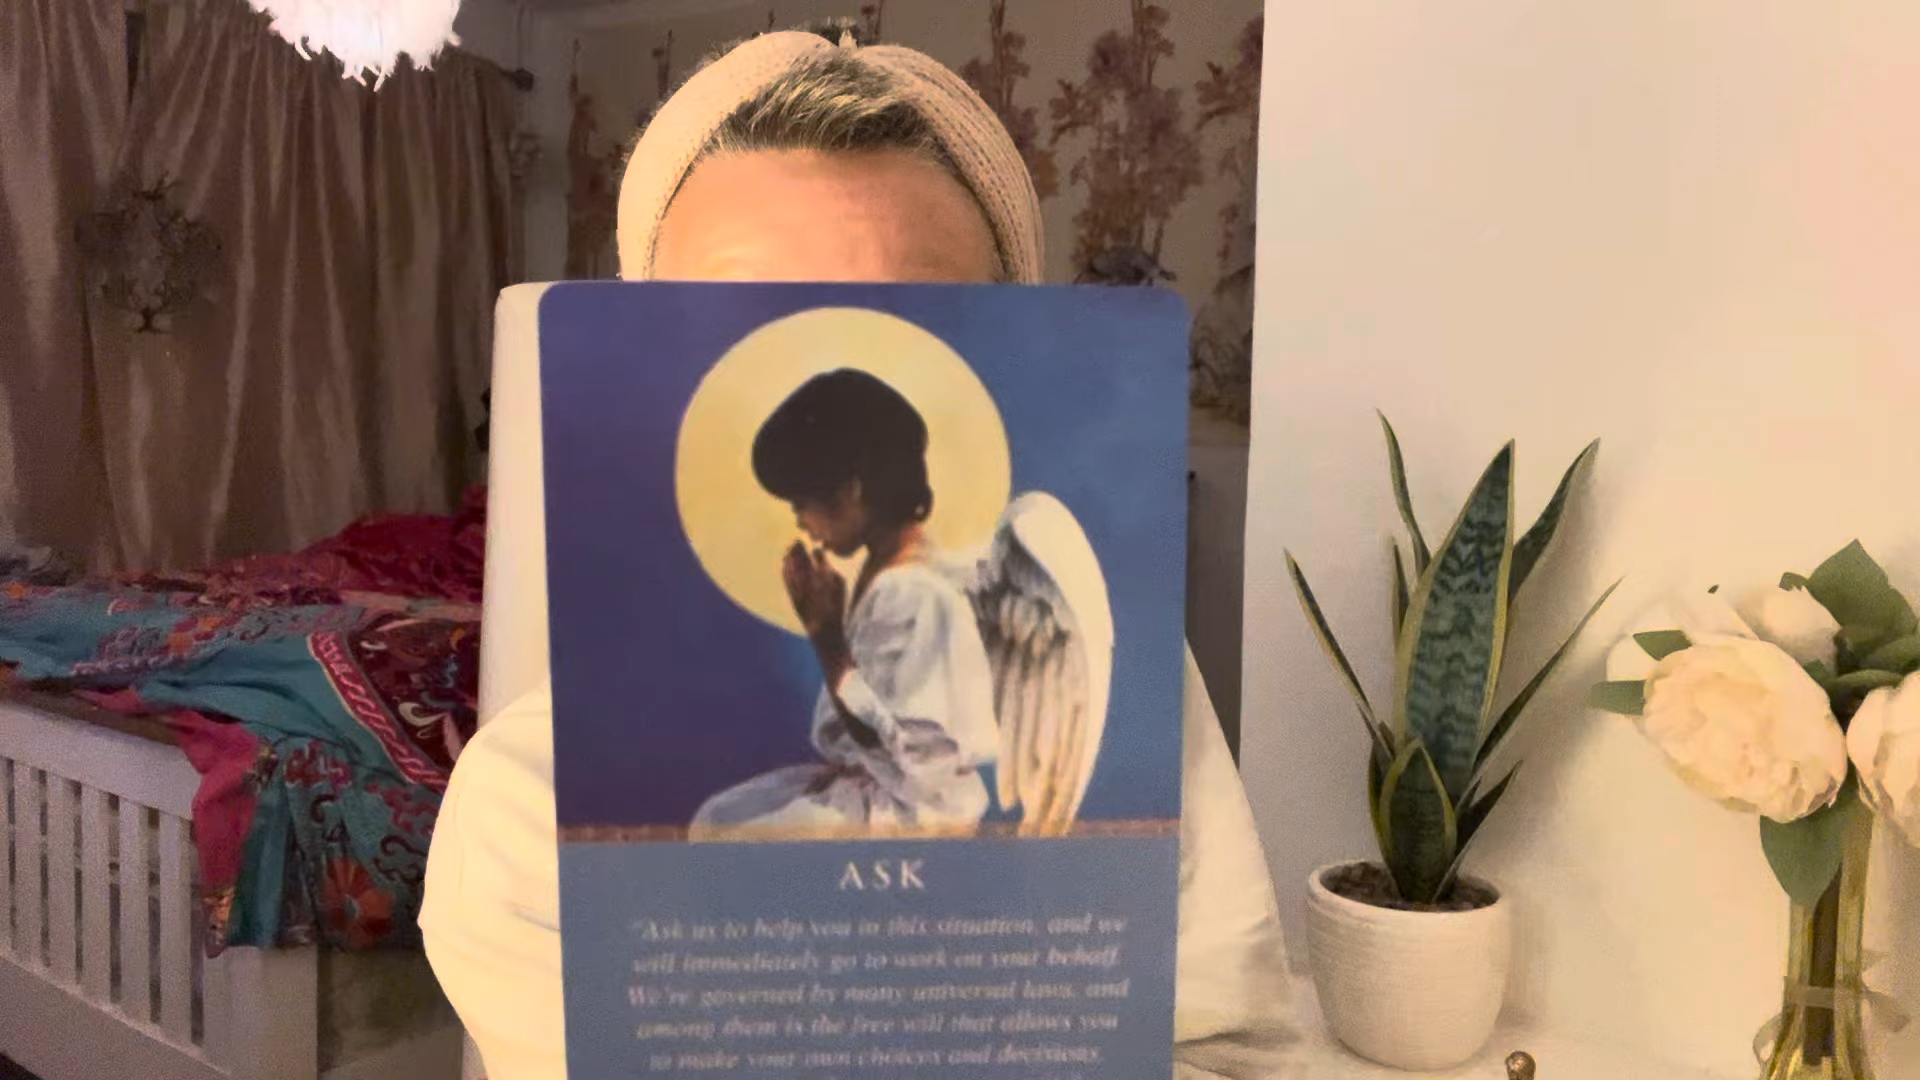 ASK
"Ask us to help you in this situation, and we
will immediately go to work on your behalf.
We're governed by many universal laws, and
among them is the free will that allows you
to make your own choices and decisions.